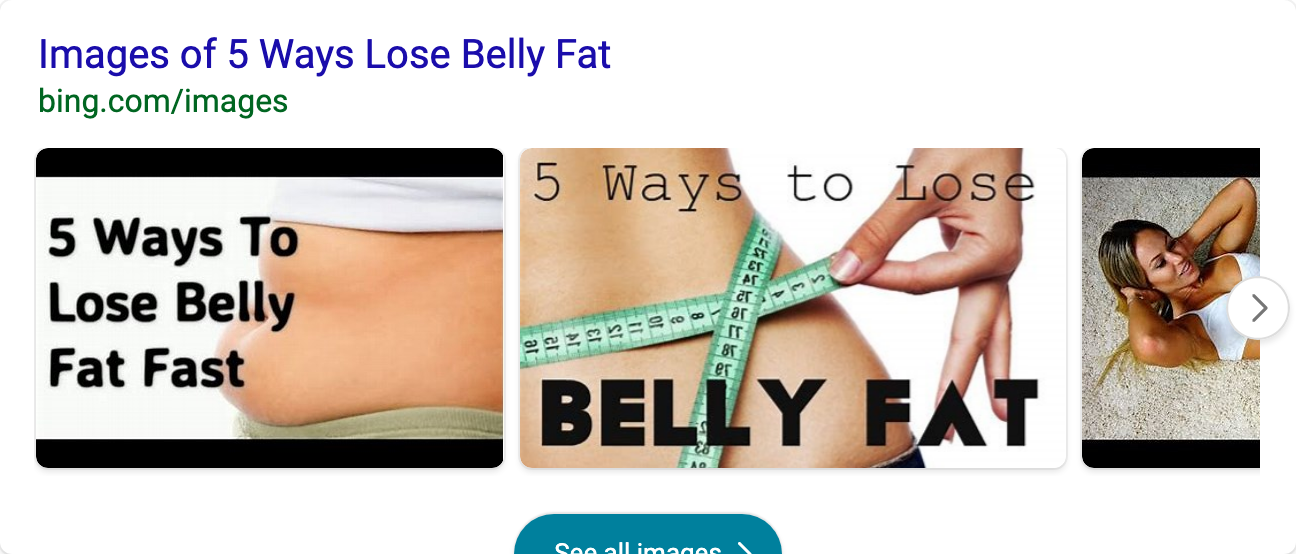 Images of 5 Ways Lose Belly Fat
bing.com/images
5 Ways To
Lose Belly
Fat Fast
5 Ways to Lose
BELLY FAT
See all images